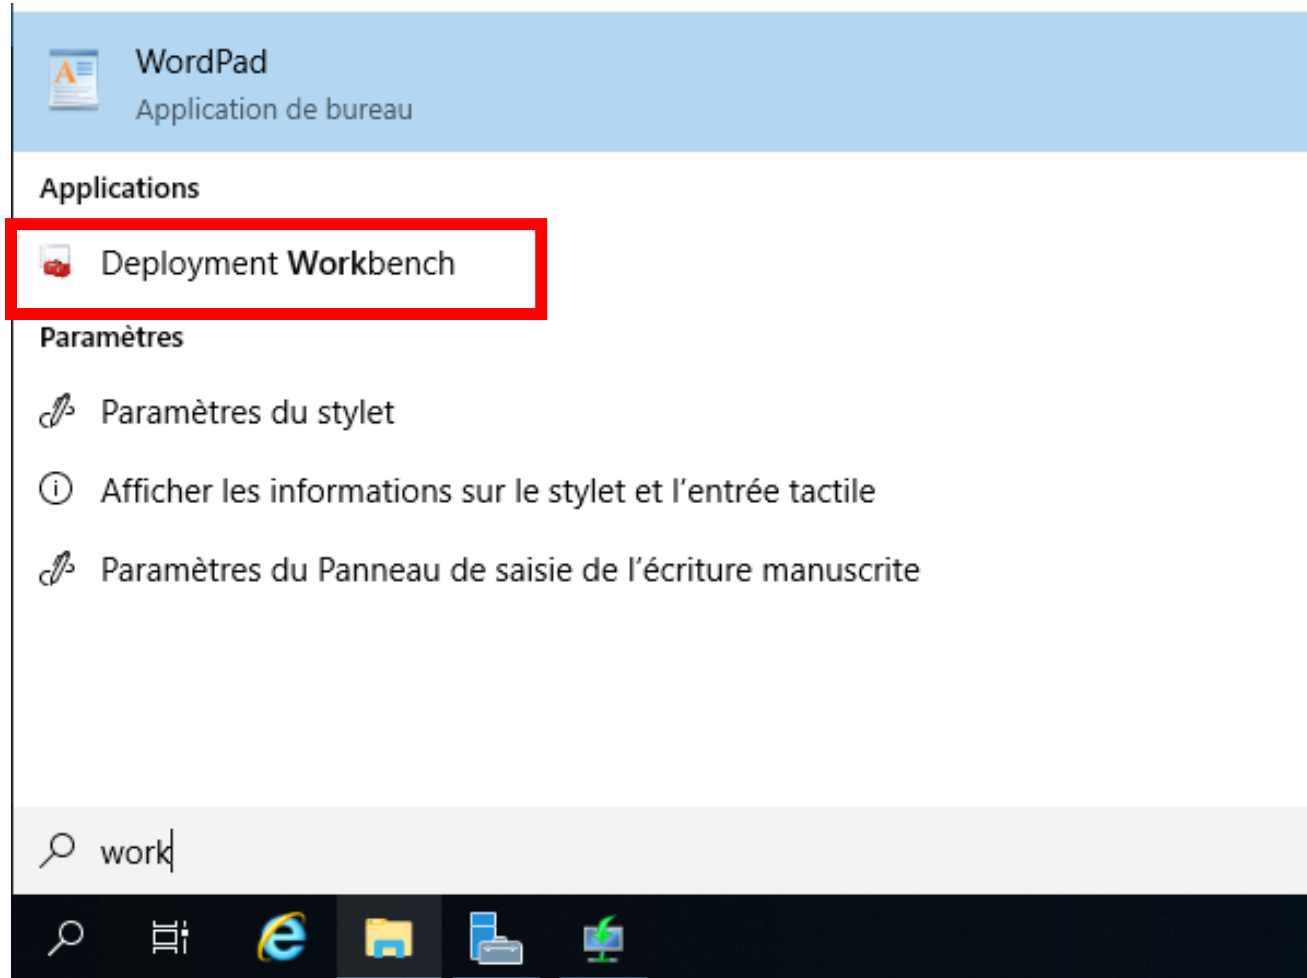 WordPad
Application de bureau
Applications
Deployment Workbench
Paramètres
Paramètres du stylet
Afficher les informations sur le stylet et l’entrée tactile
Paramètres du Panneau de saisie de l’écriture manuscrite
work